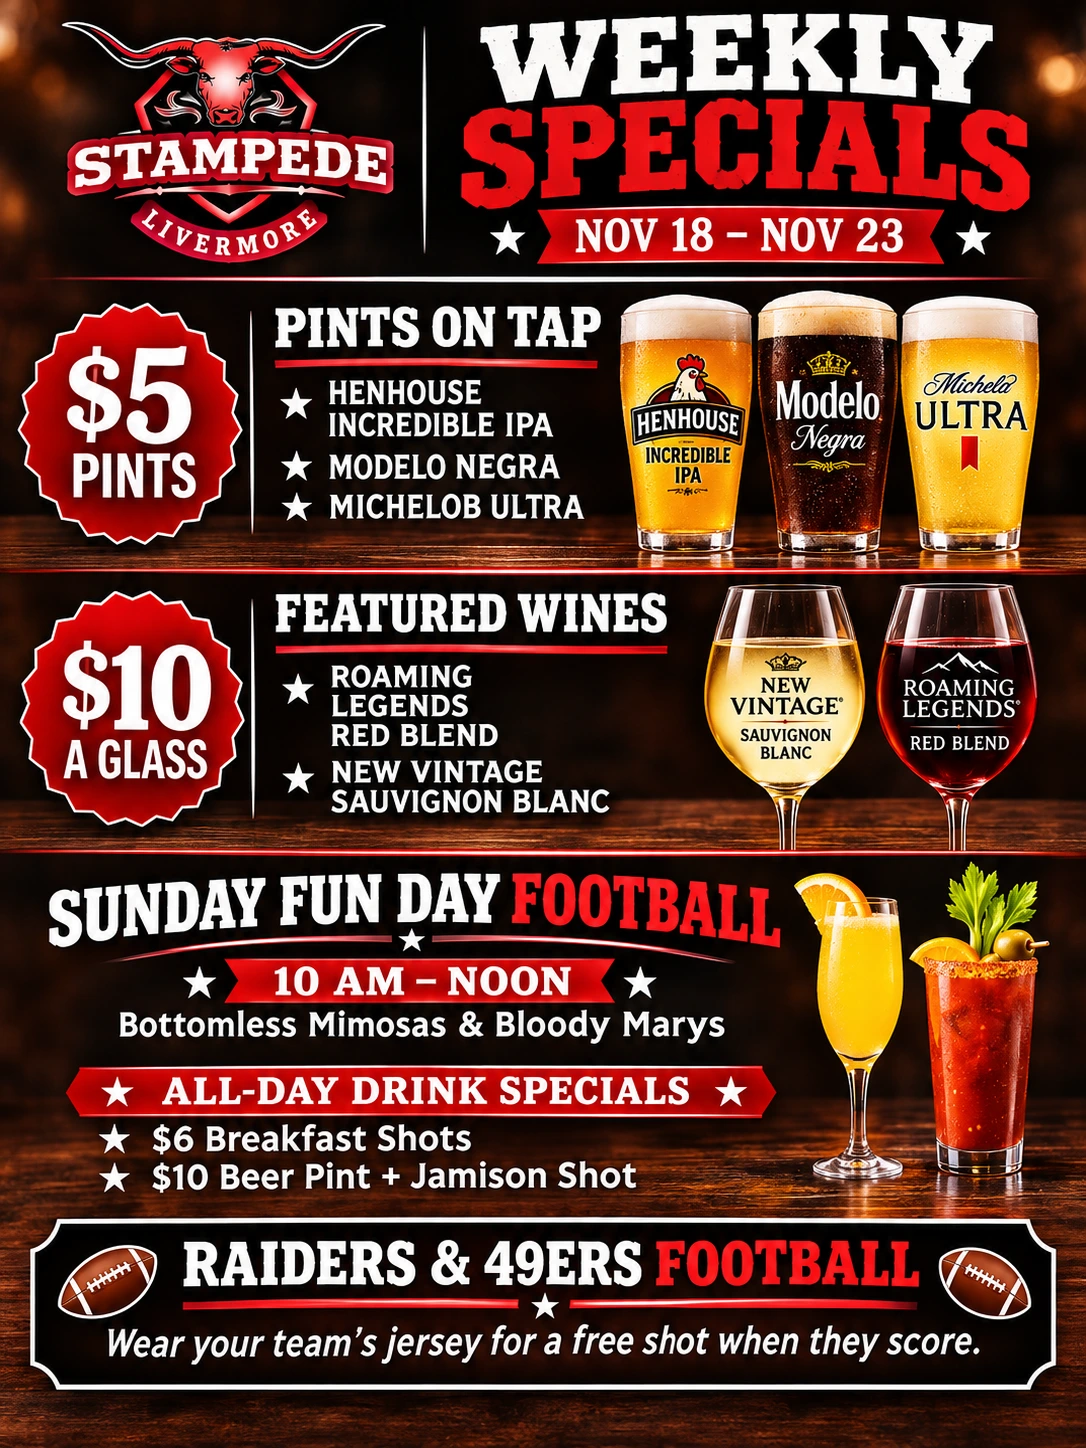 STAMPEDE
LIVERMORE
WEEKLY
SPECIALS
NOV 18 – NOV 23
$5
PINTS
PINTS ON TAP
HENHOUSE
INCREDIBLE IPA
MODELO NEGRA
MICHELOB ULTRA
HENHOUSE
INCREDIBLE
IPA
Modelo
Negra
Michela
ULTRA
$10
A GLASS
FEATURED WINES
ROAMING
LEGENDS
RED BLEND
NEW VINTAGE
SAUVIGNON BLANC
NEW
VINTAGE®
SAUVIGNON
BLANC
ROAMING
LEGENDS®
RED BLEND
SUNDAY FUN DAY FOOTBALL
10 AM – NOON
Bottomless Mimosas & Bloody Marys
ALL-DAY DRINK SPECIALS
$6 Breakfast Shots
$10 Beer Pint + Jamison Shot
RAIDERS & 49ERS FOOTBALL
Wear your team's jersey for a free shot when they score.